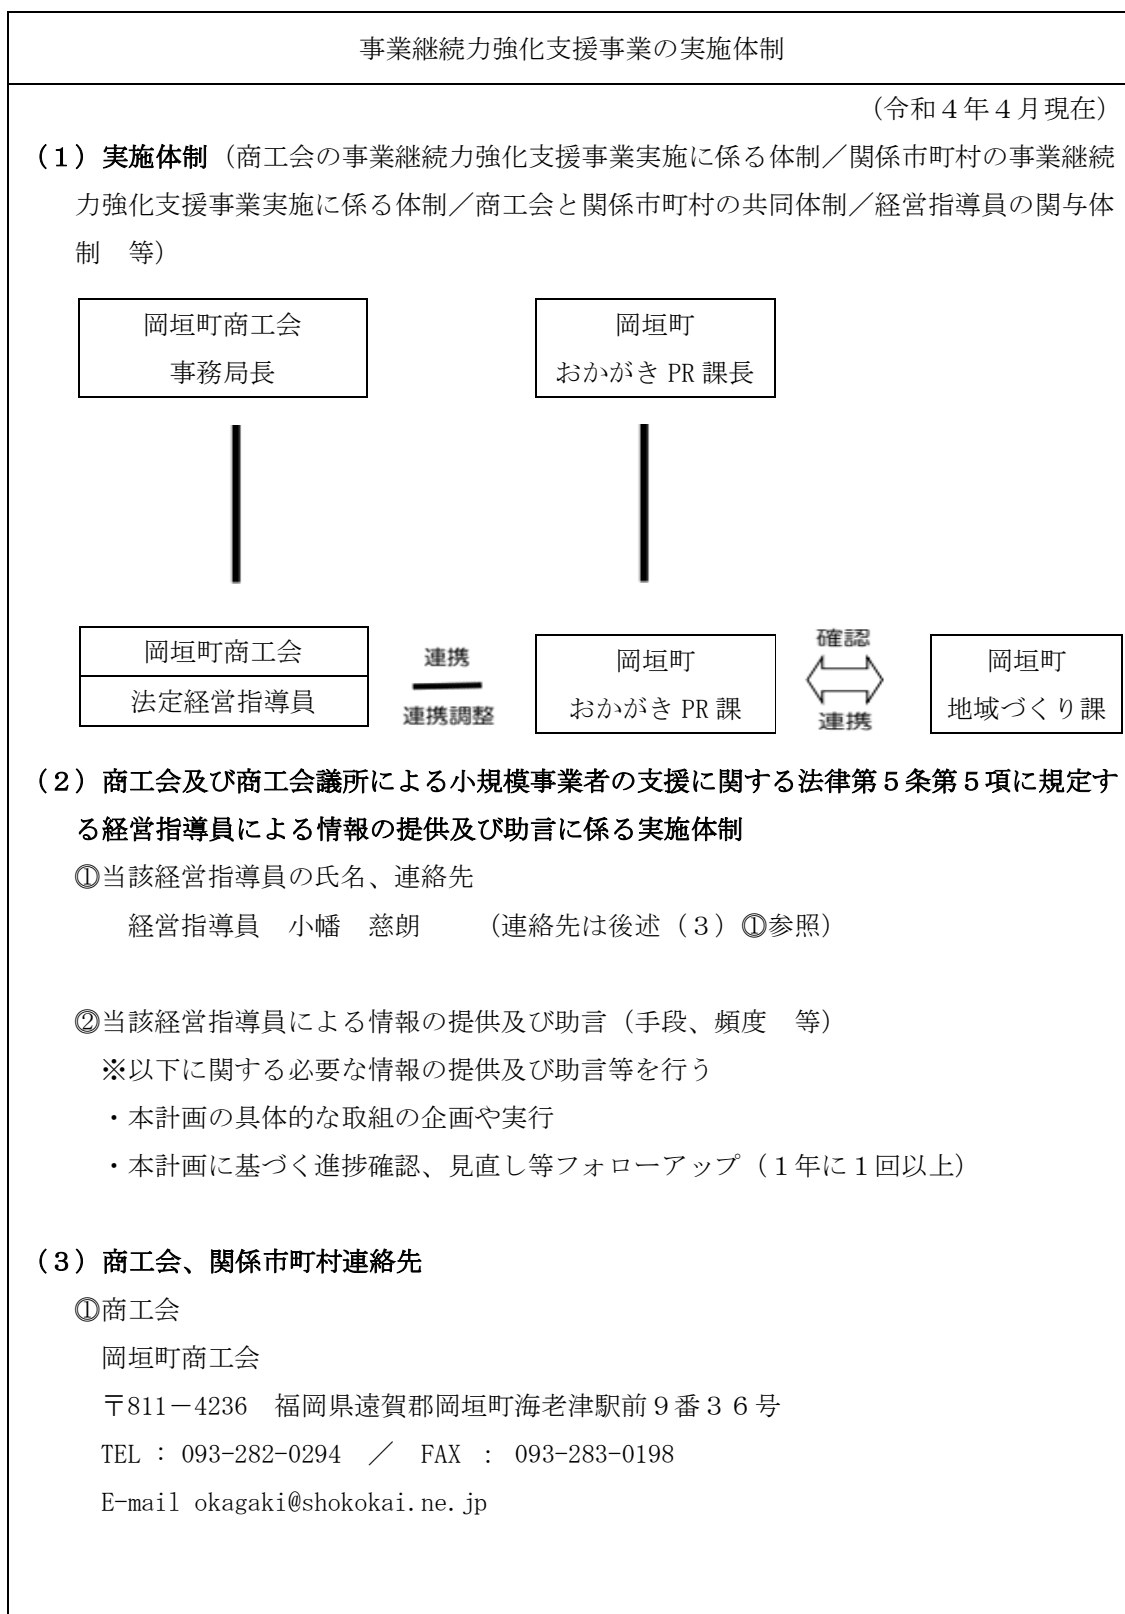 事業継続力強化支援事業の実施体制
（令和４年４月現在）
（１）実施体制（商工会の事業継続力強化支援事業実施に係る体制／関係市町村の事業継続
力強化支援事業実施に係る体制／商工会と関係市町村の共同体制／経営指導員の関与体
制　等）
岡垣町商工会
事務局長
岡垣町
おかがき PR 課長
岡垣町商工会
法定経営指導員
連携
連携調整
岡垣町
おかがき PR 課
確認
連携
岡垣町
地域づくり課
（２）商工会及び商工会議所による小規模事業者の支援に関する法律第５条第５項に規定す
る経営指導員による情報の提供及び助言に係る実施体制
①当該経営指導員の氏名、連絡先
経営指導員　小幡　慈朗　　（連絡先は後述（３）①参照）
②当該経営指導員による情報の提供及び助言（手段、頻度　等）
※以下に関する必要な情報の提供及び助言等を行う
・本計画の具体的な取組の企画や実行
・本計画に基づく進捗確認、見直し等フォローアップ（１年に１回以上）
（３）商工会、関係市町村連絡先
①商工会
岡垣町商工会
〒811－4236　福岡県遠賀郡岡垣町海老津駅前９番３６号
TEL : 093-282-0294 ／ FAX : 093-283-0198
E-mail okagaki@shokokai.ne.jp